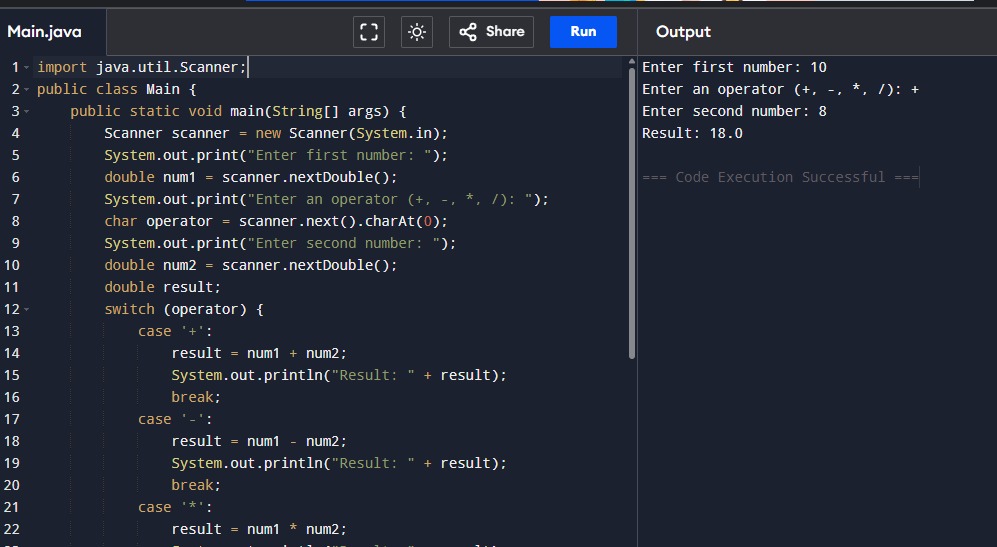 Main.java
Share
Run
Output
1 import java.util.Scanner;
2 public class Main {
3 public static void main(String[] args) {
4 Scanner scanner = new Scanner(System.in);
5 System.out.print("Enter first number: ");
6 double num1 = scanner.nextDouble();
7 System.out.print("Enter an operator (+, -, *, /): ");
8 char operator = scanner.next().charAt(0);
9 System.out.print("Enter second number: ");
10 double num2 = scanner.nextDouble();
11 double result;
12 switch (operator) {
13 case '+':
14 result = num1 + num2;
15 System.out.println("Result: " + result);
16 break;
17 case '-':
18 result = num1 - num2;
19 System.out.println("Result: " + result);
20 break;
21 case '*':
22 result = num1 * num2;
Enter first number: 10
Enter an operator (+, -, *, /): +
Enter second number: 8
Result: 18.0
=== Code Execution Successful ===